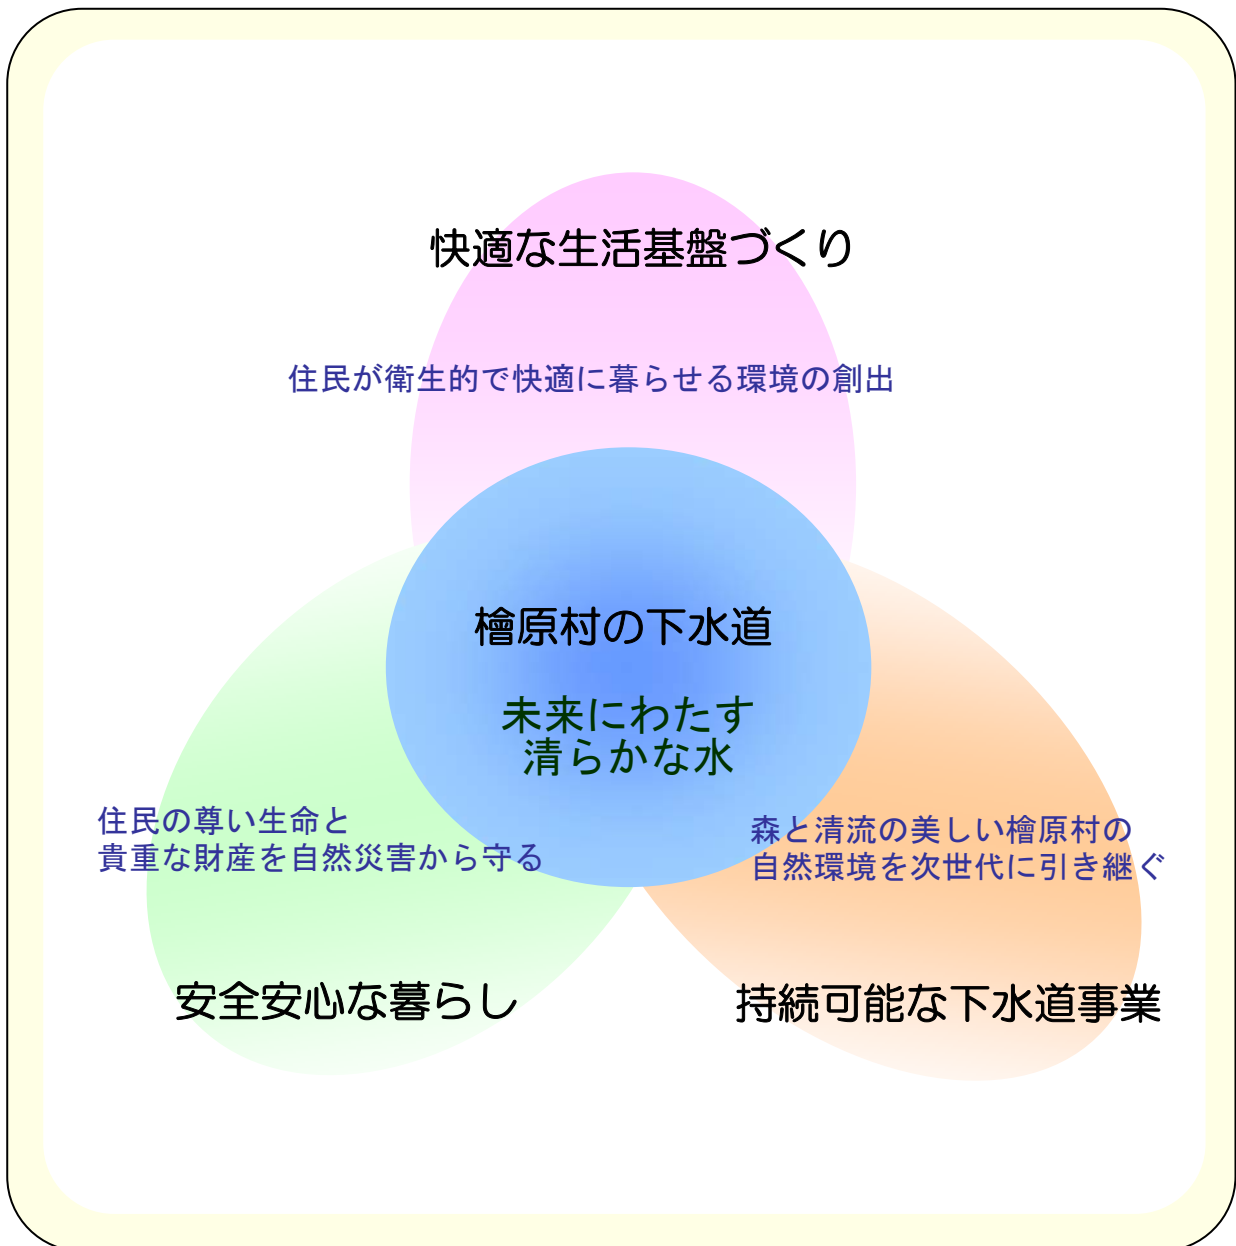 快適な生活基盤づくり
住民が衛生的で快適に暮らせる環境の創出
檜原村の下水道
未来にわたす
清らかな水
住民の尊い生命と
貴重な財産を自然災害から守る
安全安心な暮らし
森と清流の美しい檜原村の
自然環境を次世代に引き継ぐ
持続可能な下水道事業